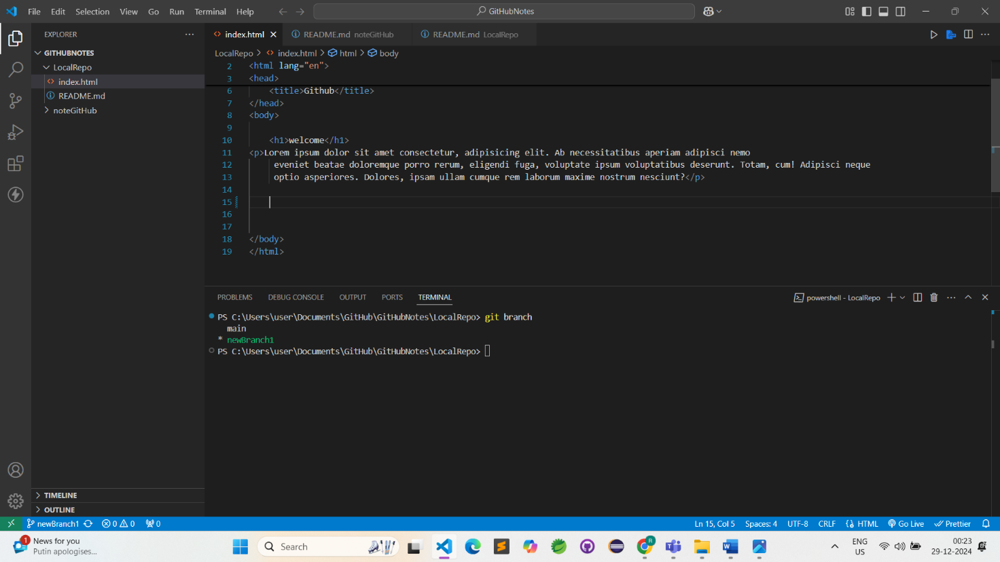 File Edit Selection View Go Run Terminal Help
GitHubNotes
EXPLORER
GITHUBNOTES
LocalRepo
index.html
README.md
noteGitHub
TIMELINE
OUTLINE
index.html
README.md noteGitHub
README.md LocalRepo
LocalRepo > index.html > html > body
2 <html lang="en">
3 <head>
6 <title>Github</title>
7 </head>
8 <body>
9
10 <h1>welcome</h1>
11 <p>Lorem ipsum dolor sit amet consectetur, adipisicing elit. Ab necessitatibus aperiam adipisci nemo
12 eveniet beatae doloremque porro rerum, eligendi fuga, voluptate ipsum voluptatibus deserunt. Totam, cum! Adipisci neque
13 optio asperiores. Dolores, ipsam ullam cumque rem laborum maxime nostrum nesciunt?</p>
14
15
16
17
18 </body>
19 </html>
PROBLEMS DEBUG CONSOLE OUTPUT PORTS TERMINAL
powershell - LocalRepo
PS C:\Users\user\Documents\GitHub\GitHubNotes\LocalRepo> git branch
main
* newBranch1
PS C:\Users\user\Documents\GitHub\GitHubNotes\LocalRepo>
newBranch1 0 0 0
Ln 15, Col 5 Spaces: 4 UTF-8 CRLF HTML Go Live Prettier
1
News for you
Putin apologises...
Search
R
ENG
US
00:23
29-12-2024